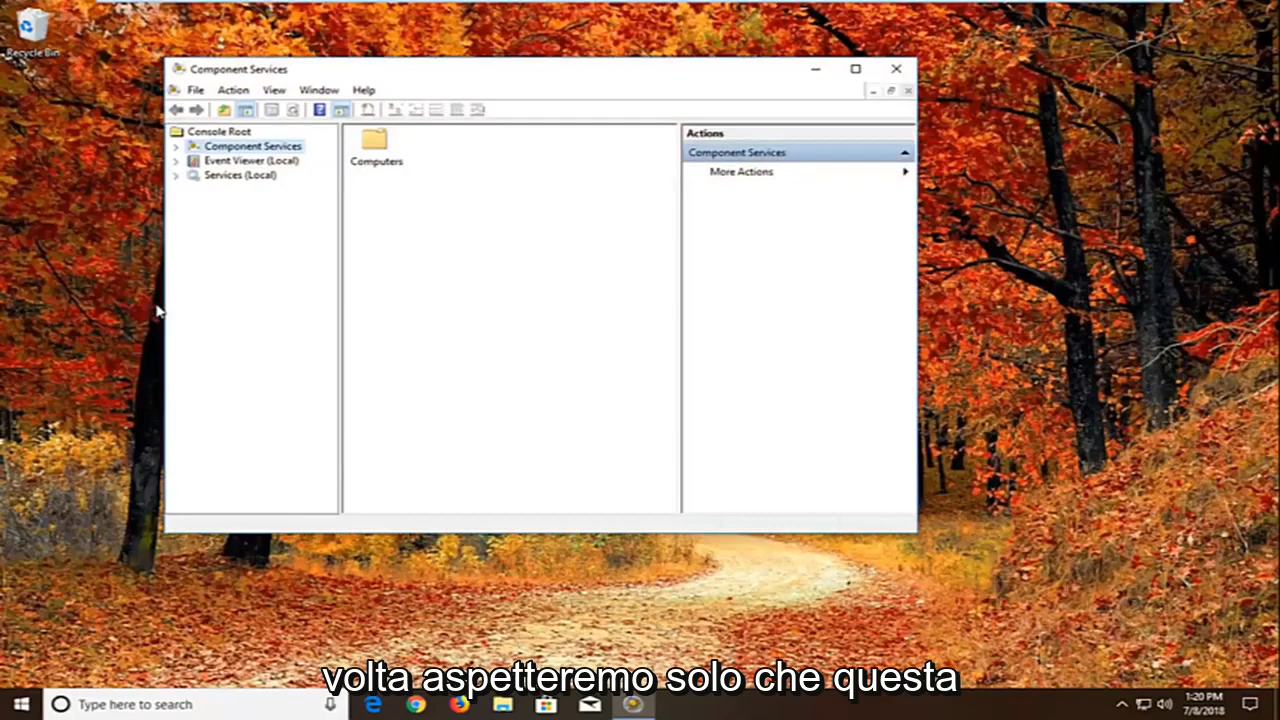 Recycle Bin
Component Services
File Action View Window Help
Console Root
Component Services
Event Viewer (Local)
Services (Local)
Computers
Actions
Component Services
More Actions
volta aspetteremo solo che questa
Type here to search
1:20 PM
7/8/2018